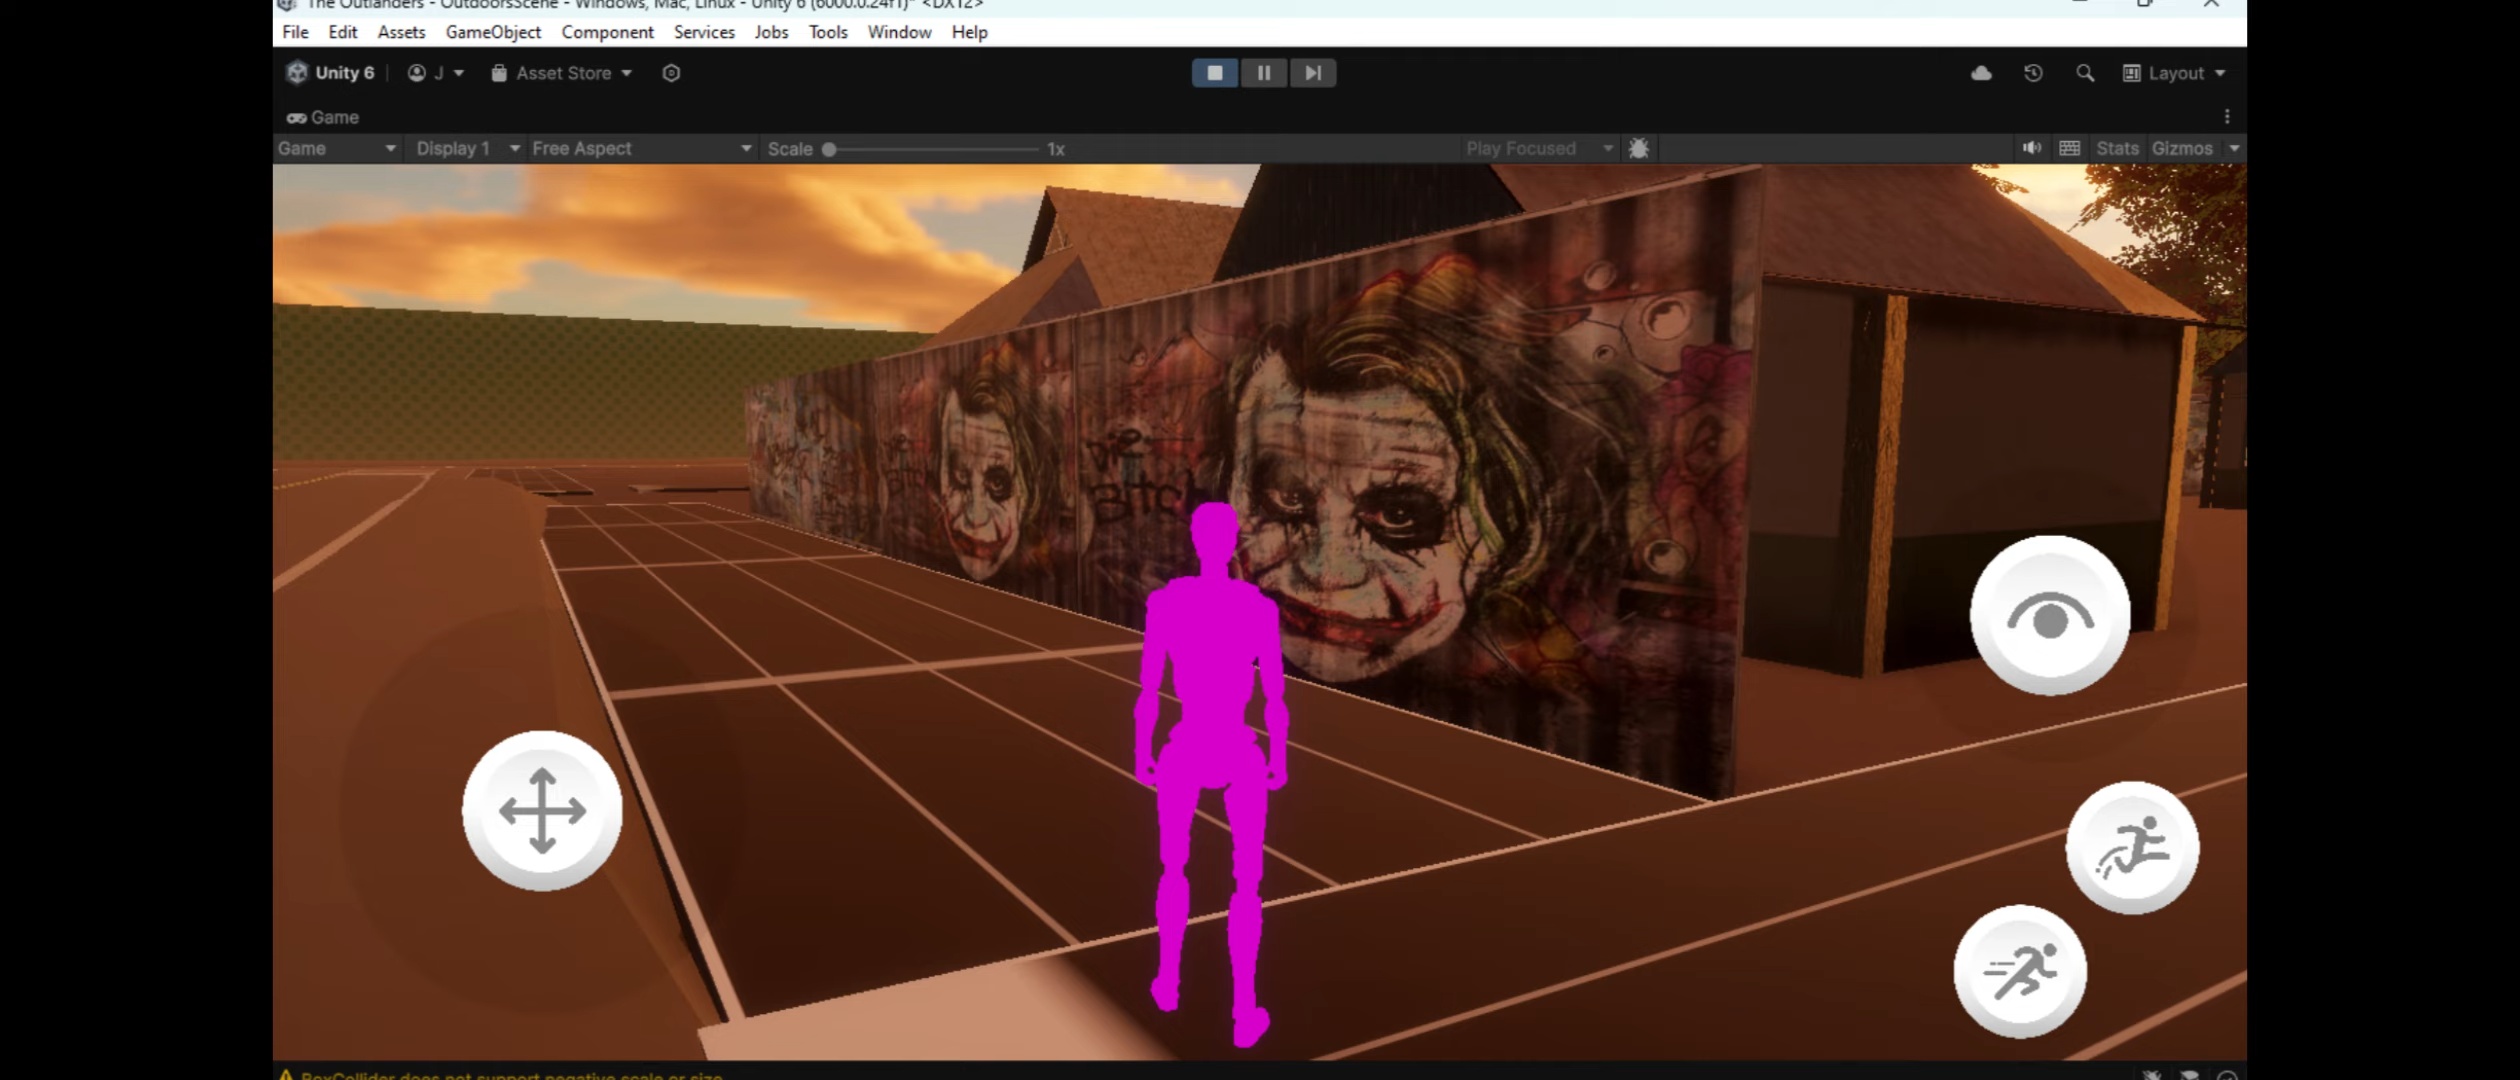 The Outlanders - OutdoorsScene - Windows, Mac, Linux - Unity 6 (6000.0.24f1)* <DX12>
File Edit Assets GameObject Component Services Jobs Tools Window Help
Unity 6 J Asset Store Layout
Game
Game Display 1 Free Aspect Scale 1x Play Focused Stats Gizmos
DiE
BiTC
BoxCollider does not support negative scale or size